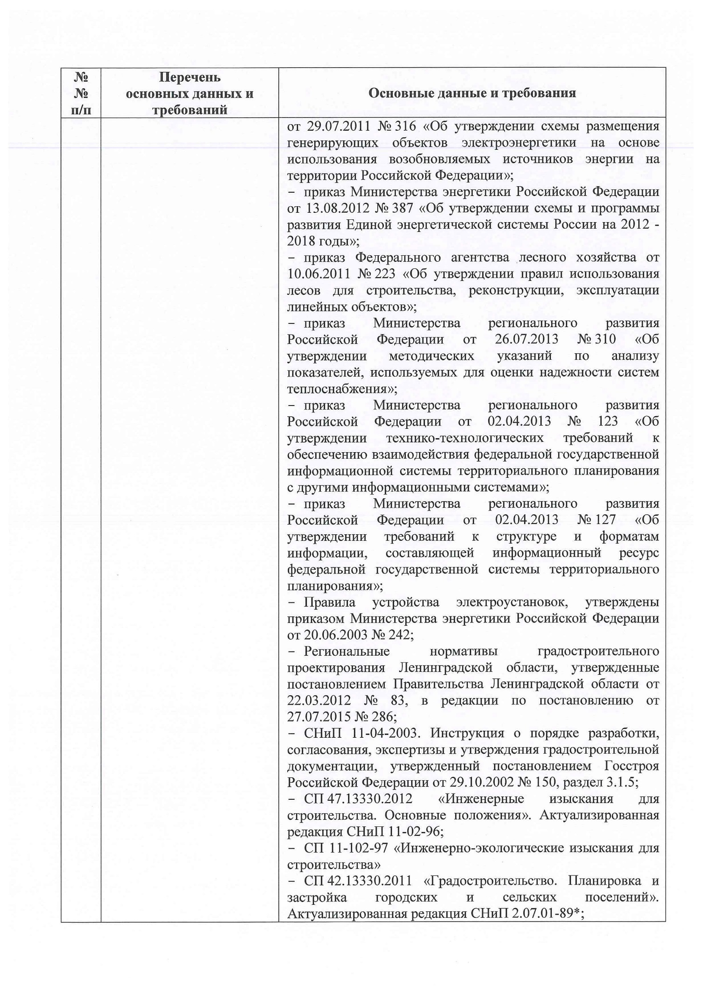 №
№
п/п
Перечень
основных данных и
требований
Основные данные и требования
от 29.07.2011 № 316 «Об утверждении схемы размещения
генерирующих объектов электроэнергетики на основе
использования возобновляемых источников энергии на
территории Российской Федерации»;
− приказ Министерства энергетики Российской Федерации
от 13.08.2012 № 387 «Об утверждении схемы и программы
развития Единой энергетической системы России на 2012 -
2018 годы»;
− приказ Федерального агентства лесного хозяйства от
10.06.2011 № 223 «Об утверждении правил использования
лесов для строительства, реконструкции, эксплуатации
линейных объектов»;
− приказ Министерства регионального развития
Российской Федерации от 26.07.2013 № 310 «Об
утверждении методических указаний по анализу
показателей, используемых для оценки надежности систем
теплоснабжения»;
− приказ Министерства регионального развития
Российской Федерации от 02.04.2013 № 123 «Об
утверждении технико-технологических требований к
обеспечению взаимодействия федеральной государственной
информационной системы территориального планирования
с другими информационными системами»;
− приказ Министерства регионального развития
Российской Федерации от 02.04.2013 № 127 «Об
утверждении требований к структуре и форматам
информации, составляющей информационный ресурс
федеральной государственной системы территориального
планирования»;
− Правила устройства электроустановок, утверждены
приказом Министерства энергетики Российской Федерации
от 20.06.2003 № 242;
− Региональные нормативы градостроительного
проектирования Ленинградской области, утвержденные
постановлением Правительства Ленинградской области от
22.03.2012 № 83, в редакции по постановлению от
27.07.2015 № 286;
− СНиП 11-04-2003. Инструкция о порядке разработки,
согласования, экспертизы и утверждения градостроительной
документации, утвержденный постановлением Госстроя
Российской Федерации от 29.10.2002 № 150, раздел 3.1.5;
− СП 47.13330.2012 «Инженерные изыскания для
строительства. Основные положения». Актуализированная
редакция СНиП 11-02-96;
− СП 11-102-97 «Инженерно-экологические изыскания для
строительства»
− СП 42.13330.2011 «Градостроительство. Планировка и
застройка городских и сельских поселений».
Актуализированная редакция СНиП 2.07.01-89*;